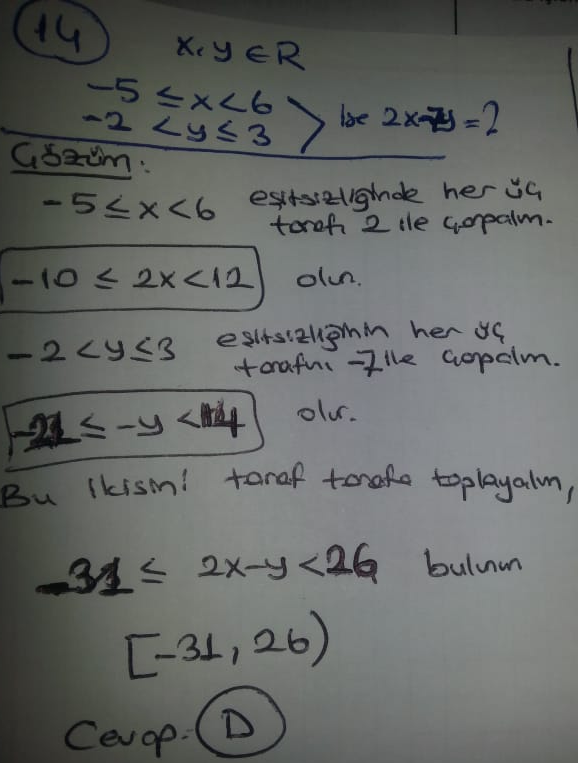 14
x, y ∈ R
-5 ≤ x < 6
-2 < y ≤ 3 > ise 2x-7y = ?
Çözüm:
-5 ≤ x < 6 eşitsizliğinde her üç
tarafı 2 ile çarpalım.
-10 ≤ 2x < 12 olur.
-2 < y ≤ 3 eşitsizliğinin her üç
tarafını -7 ile çarpalım.
-21 ≤ -y < 14 olur.
Bu ikisini taraf tarafa toplayalım,
-31 ≤ 2x-y < 26 bulunur
[-31, 26)
Cevap: D